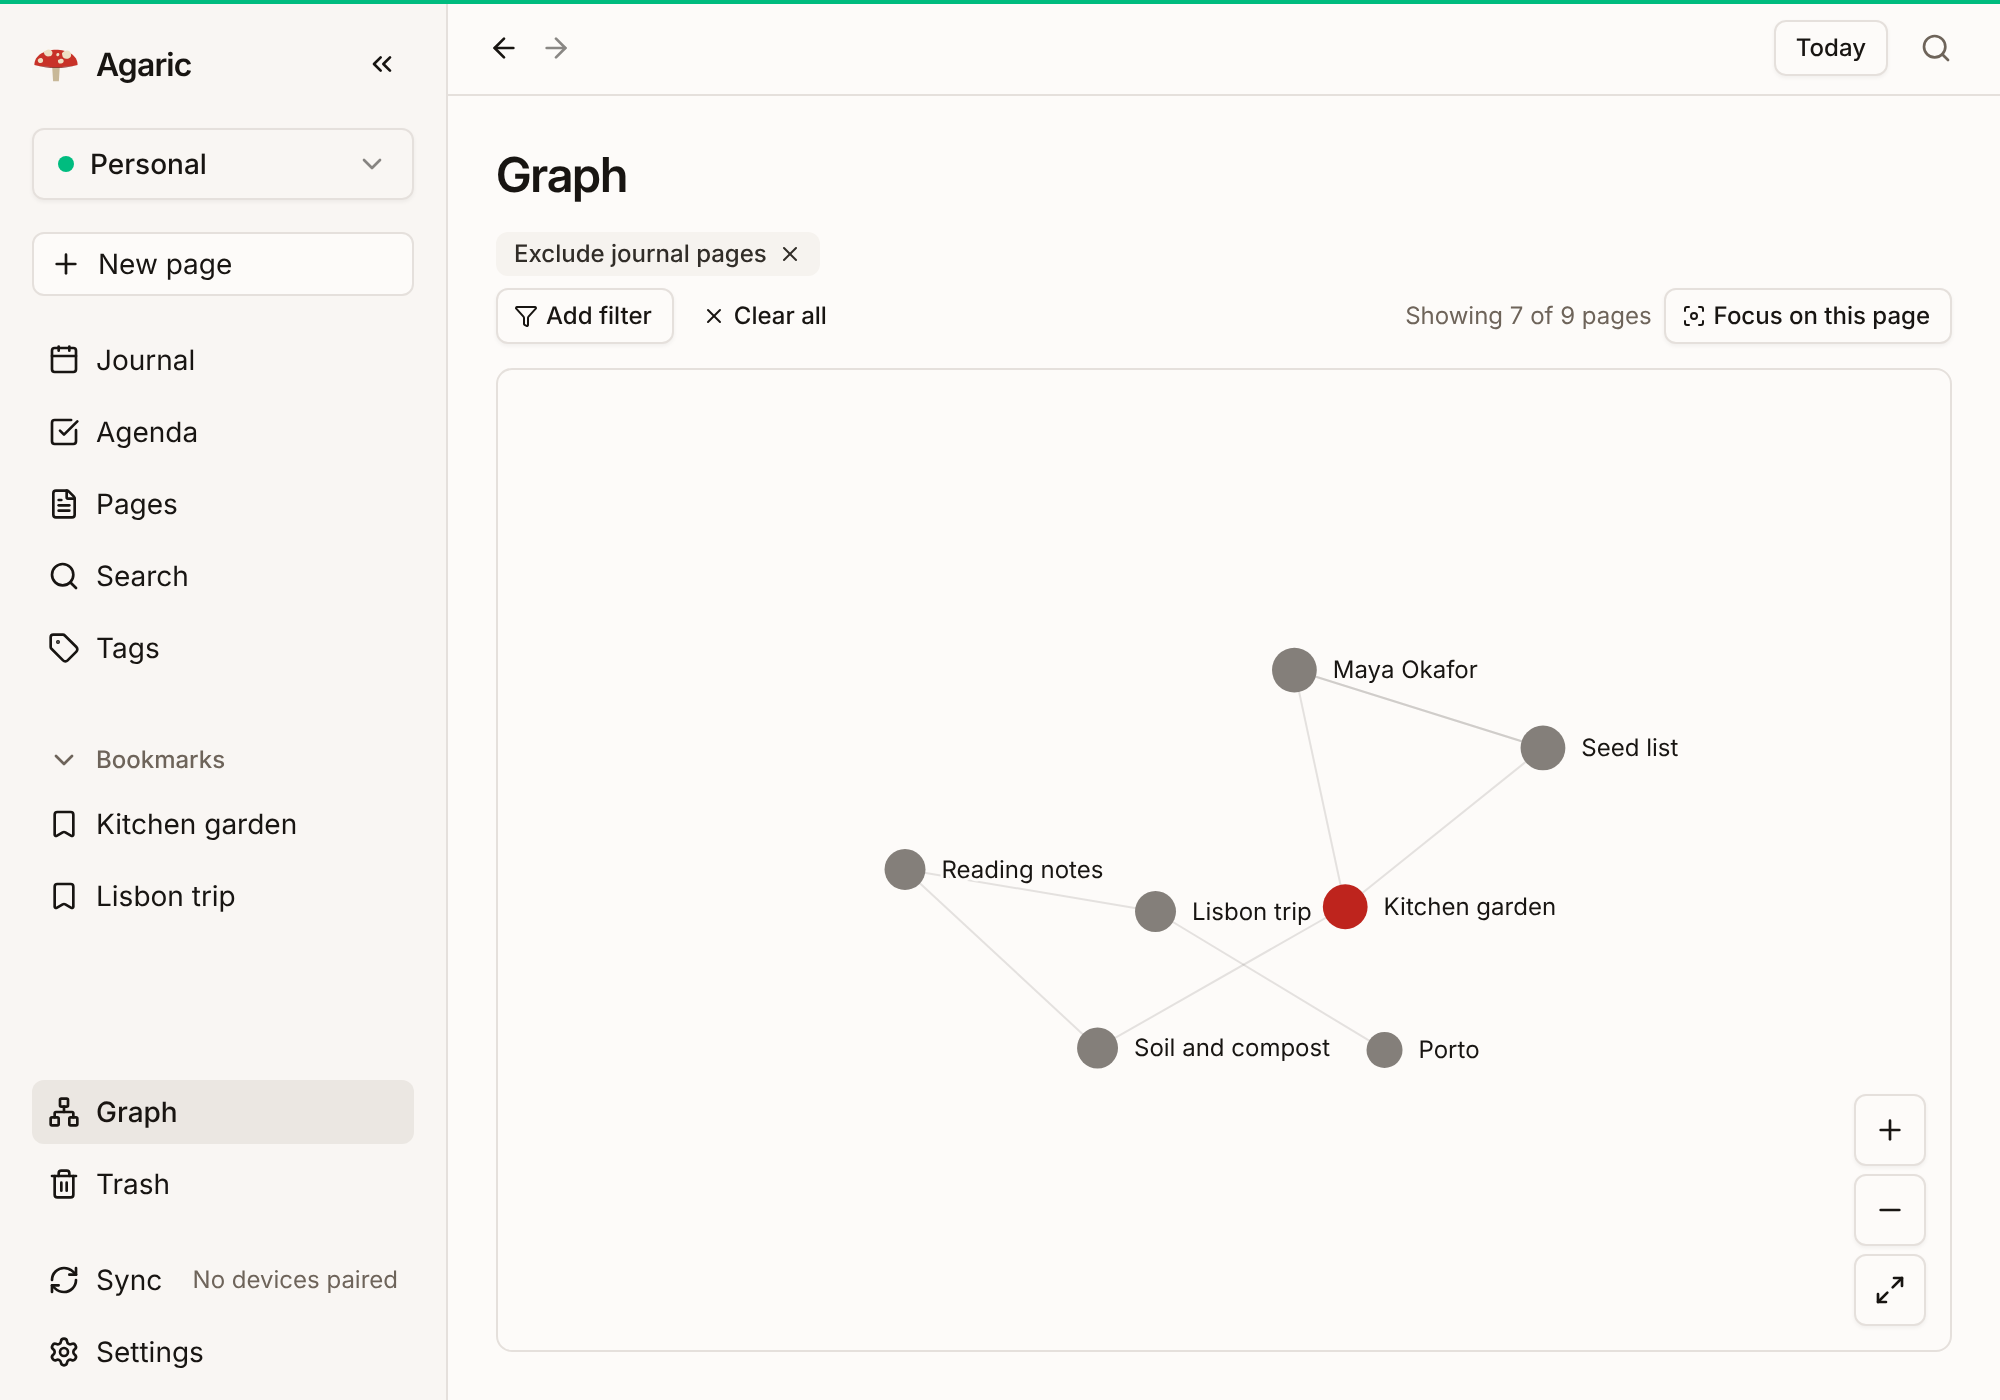 Agaric
Personal
New page
Journal
Agenda
Pages
Search
Tags
Bookmarks
Kitchen garden
Lisbon trip
Graph
Trash
Sync No devices paired
Settings
Today
Graph
Exclude journal pages
Add filter Clear all Showing 7 of 9 pages Focus on this page
Maya Okafor
Seed list
Reading notes
Lisbon trip
Kitchen garden
Soil and compost
Porto